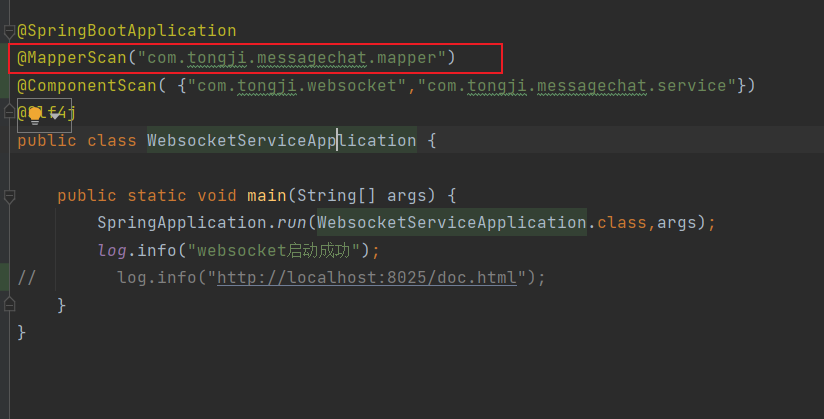 @SpringBootApplication
@MapperScan("com.tongji.messagechat.mapper")
@ComponentScan( {"com.tongji.websocket","com.tongji.messagechat.service"})
@Slf4j
public class WebsocketServiceApplication {
public static void main(String[] args) {
SpringApplication.run(WebsocketServiceApplication.class,args);
log.info("websocket启动成功");
// log.info("http://localhost:8025/doc.html");
}
}